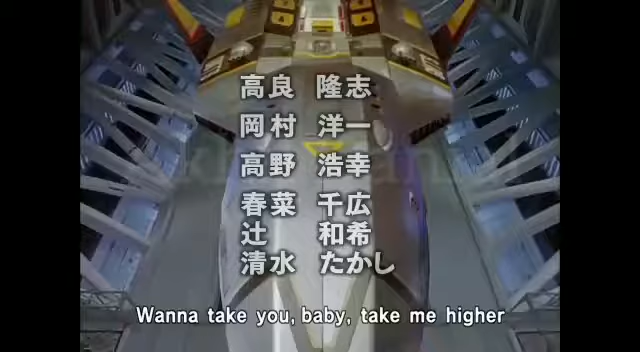 高良 隆志
岡村 洋一
高野 浩幸
春菜 千広
辻 和希
清水 たかし
Wanna take you, baby, take me higher